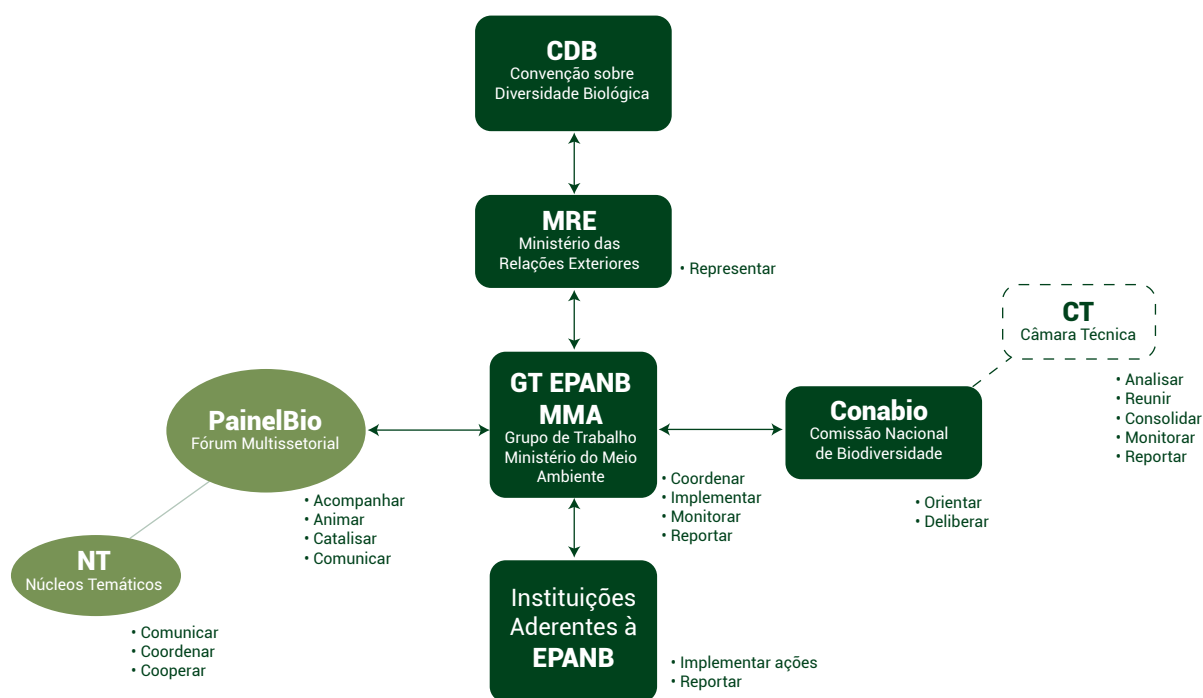 CDB
Convenção sobre
Diversidade Biológica
MRE
Ministério das
Relações Exteriores
• Representar
CT
Câmara Técnica
• Analisar
• Reunir
• Consolidar
• Monitorar
• Reportar
GT EPANB
MMA
Grupo de Trabalho
Ministério do Meio
Ambiente
• Coordenar
• Implementar
• Monitorar
• Reportar
Conabio
Comissão Nacional
de Biodiversidade
• Orientar
• Deliberar
PainelBio
Fórum Multissetorial
• Acompanhar
• Animar
• Catalisar
• Comunicar
NT
Núcleos Temáticos
• Comunicar
• Coordenar
• Cooperar
Instituições
Aderentes à
EPANB
• Implementar ações
• Reportar